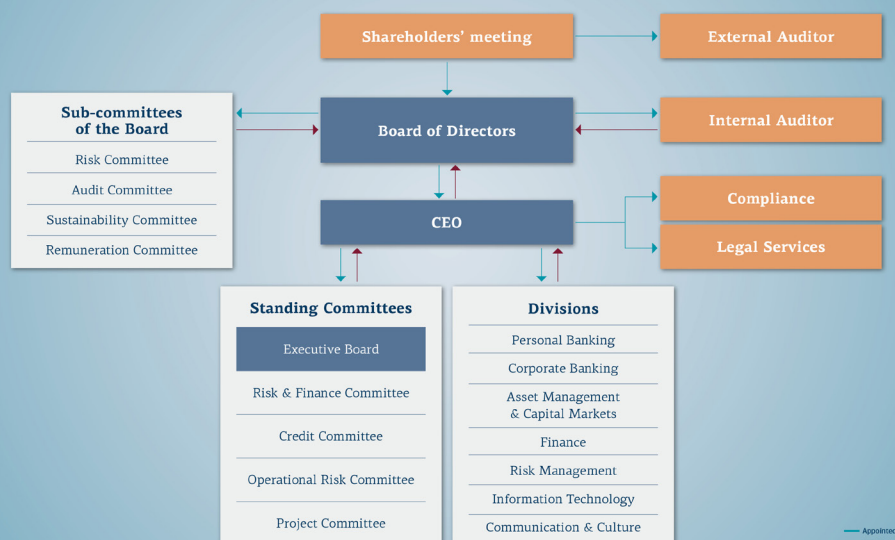 Shareholders' meeting
External Auditor
Sub-committees
of the Board
Risk Committee
Audit Committee
Sustainability Committee
Remuneration Committee
Board of Directors
Internal Auditor
CEO
Compliance
Legal Services
Standing Committees
Executive Board
Risk & Finance Committee
Credit Committee
Operational Risk Committee
Project Committee
Divisions
Personal Banking
Corporate Banking
Asset Management
& Capital Markets
Finance
Risk Management
Information Technology
Communication & Culture
Appointed